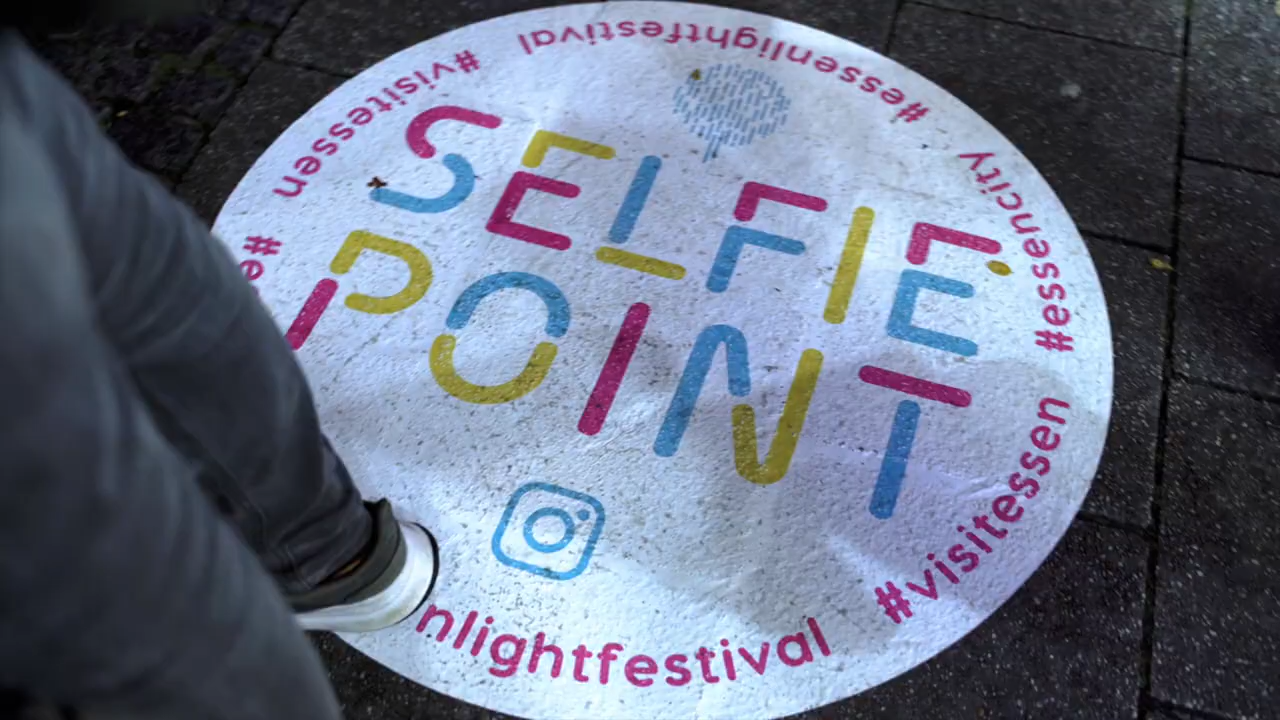 SELFIE
POINT
#visitessen
#essenlightfestival
#essencity
#visitessen
nlightfestival
#e